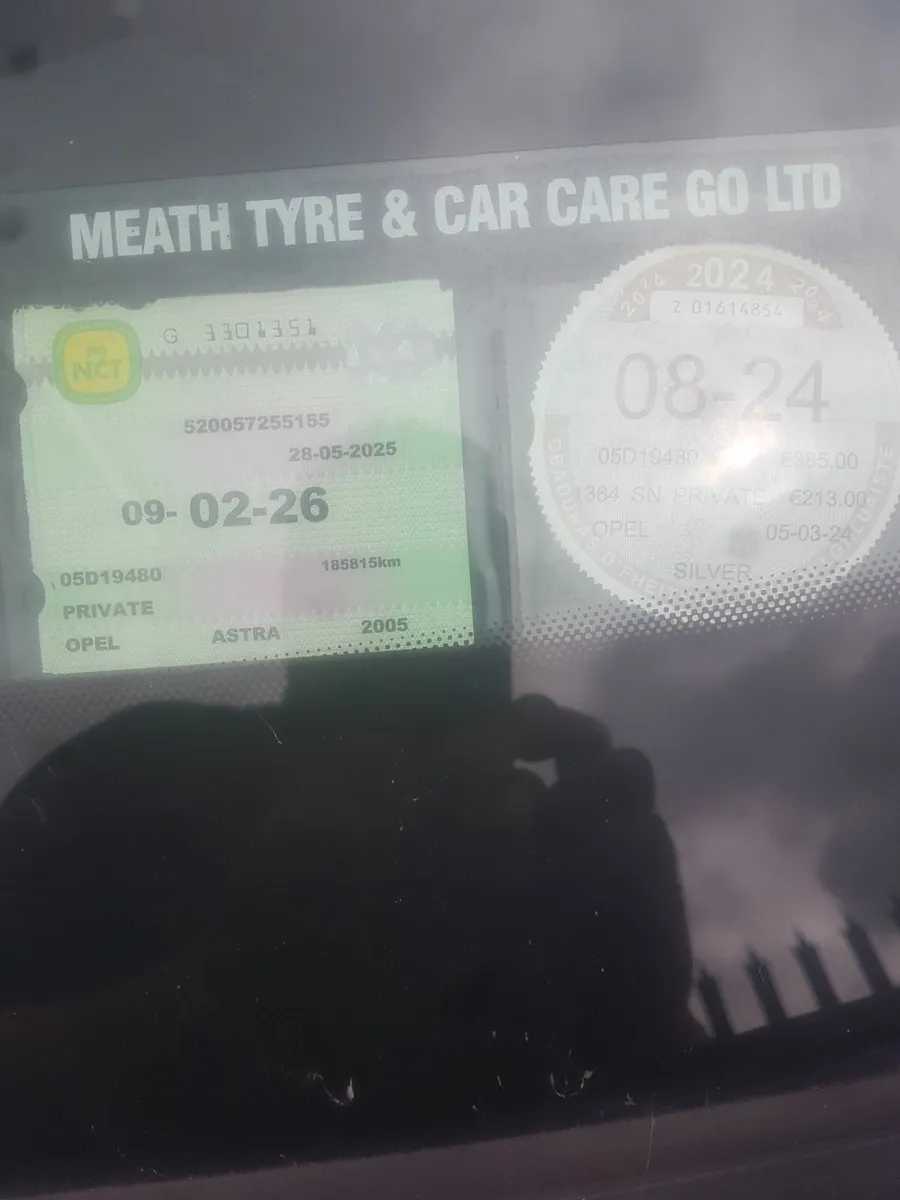 MEATH TYRE & CAR CARE GO LTD
NCT
G 3301351
520057255155
28-05-2025
09-02-26
05D19480
185815km
PRIVATE
OPEL ASTRA 2005
2024 2024 2024
Z 01614854
08-24
05D19480 €385.00
1364 SN PRIVATE €213.00
OPEL 05-03-24
SILVER